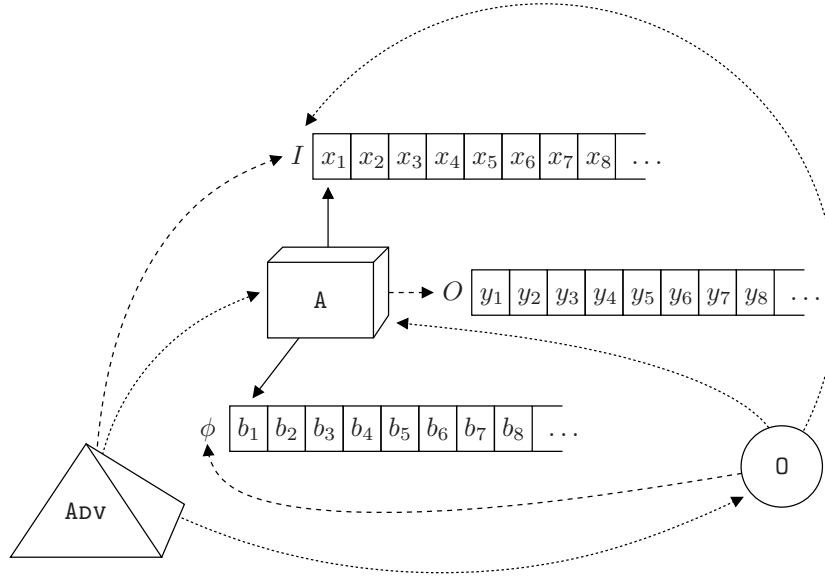 I x₁ x₂ x₃ x₄ x₅ x₆ x₇ x₈ ...
A
O y₁ y₂ y₃ y₄ y₅ y₆ y₇ y₈ ...
ϕ b₁ b₂ b₃ b₄ b₅ b₆ b₇ b₈ ...
O
ADV